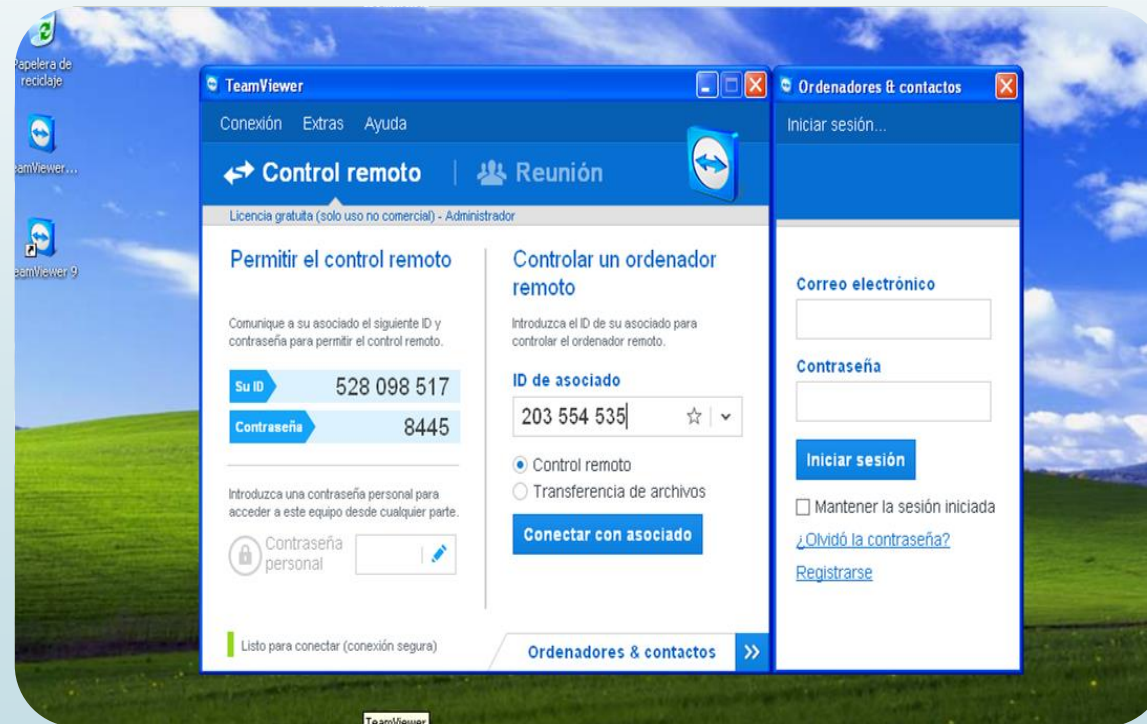 Papelera de
reciclaje
TeamViewer...
TeamViewer 9
TeamViewer
Conexión Extras Ayuda
Control remoto
Reunión
Licencia gratuita (solo uso no comercial) - Administrador
Permitir el control remoto
Comunique a su asociado el siguiente ID y
contraseña para permitir el control remoto.
Su ID 528 098 517
Contraseña 8445
Introduzca una contraseña personal para
acceder a este equipo desde cualquier parte.
Contraseña
personal
Listo para conectar (conexión segura)
Controlar un ordenador
remoto
Introduzca el ID de su asociado para
controlar el ordenador remoto.
ID de asociado
203 554 535
Control remoto
Transferencia de archivos
Conectar con asociado
Ordenadores & contactos
Ordenadores & contactos
Iniciar sesión...
Correo electrónico
Contraseña
Iniciar sesión
Mantener la sesión iniciada
¿Olvidó la contraseña?
Registrarse
TeamViewer